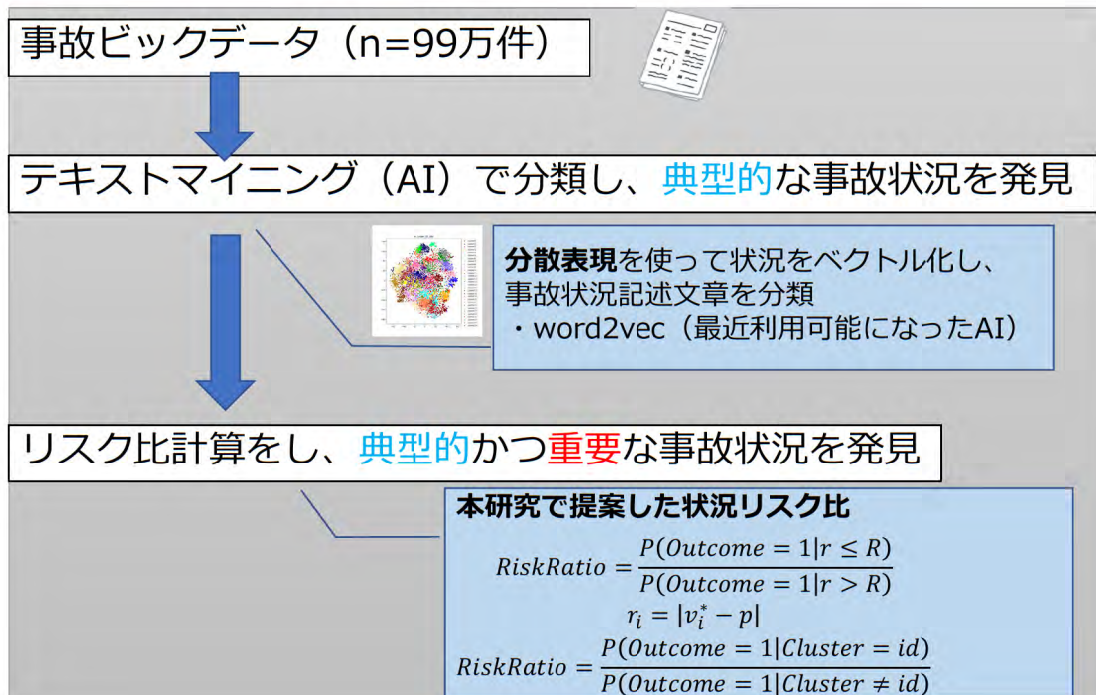 事故ビックデータ（n=99万件）
テキストマイニング（AI）で分類し、典型的な事故状況を発見
分散表現を使って状況をベクトル化し、
事故状況記述文章を分類
・word2vec（最近利用可能になったAI）
リスク比計算をし、典型的かつ重要な事故状況を発見
本研究で提案した状況リスク比
RiskRatio = P(Outcome = 1|r ≤ R) / P(Outcome = 1|r > R)
r_i = |v_i^* − p|
RiskRatio = P(Outcome = 1|Cluster = id) / P(Outcome = 1|Cluster ≠ id)